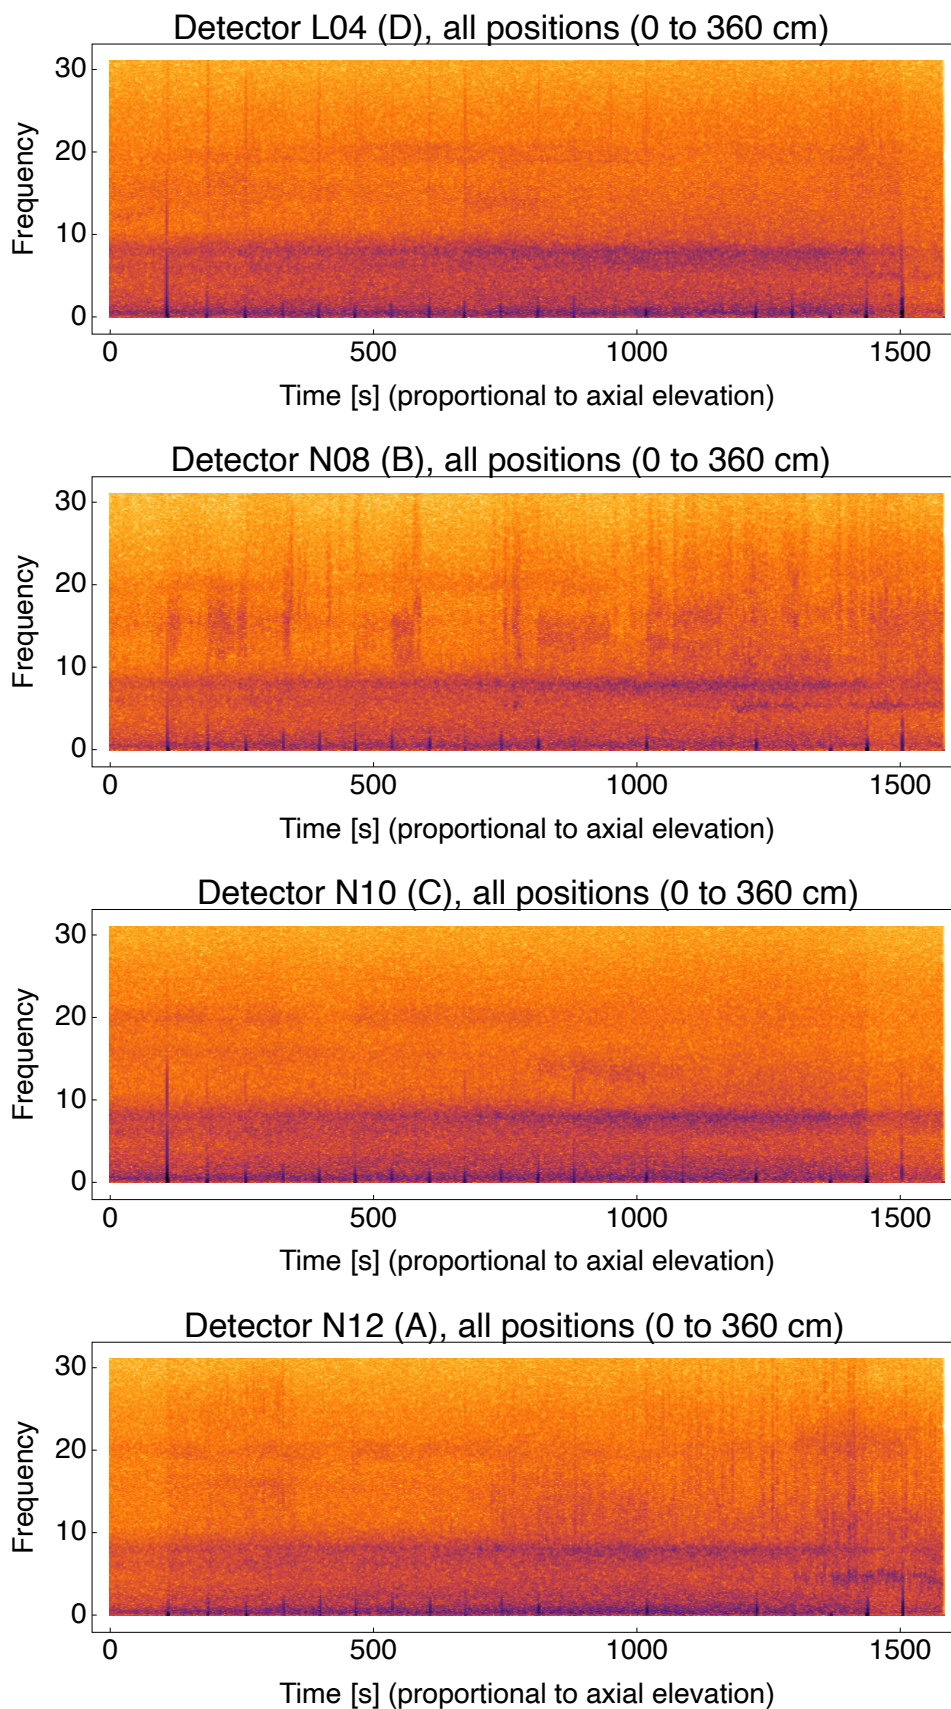 Detector L04 (D), all positions (0 to 360 cm)
30
20
10
0
Frequency
0 500 1000 1500
Time [s] (proportional to axial elevation)
Detector N08 (B), all positions (0 to 360 cm)
30
20
10
0
Frequency
0 500 1000 1500
Time [s] (proportional to axial elevation)
Detector N10 (C), all positions (0 to 360 cm)
30
20
10
0
Frequency
0 500 1000 1500
Time [s] (proportional to axial elevation)
Detector N12 (A), all positions (0 to 360 cm)
30
20
10
0
Frequency
0 500 1000 1500
Time [s] (proportional to axial elevation)